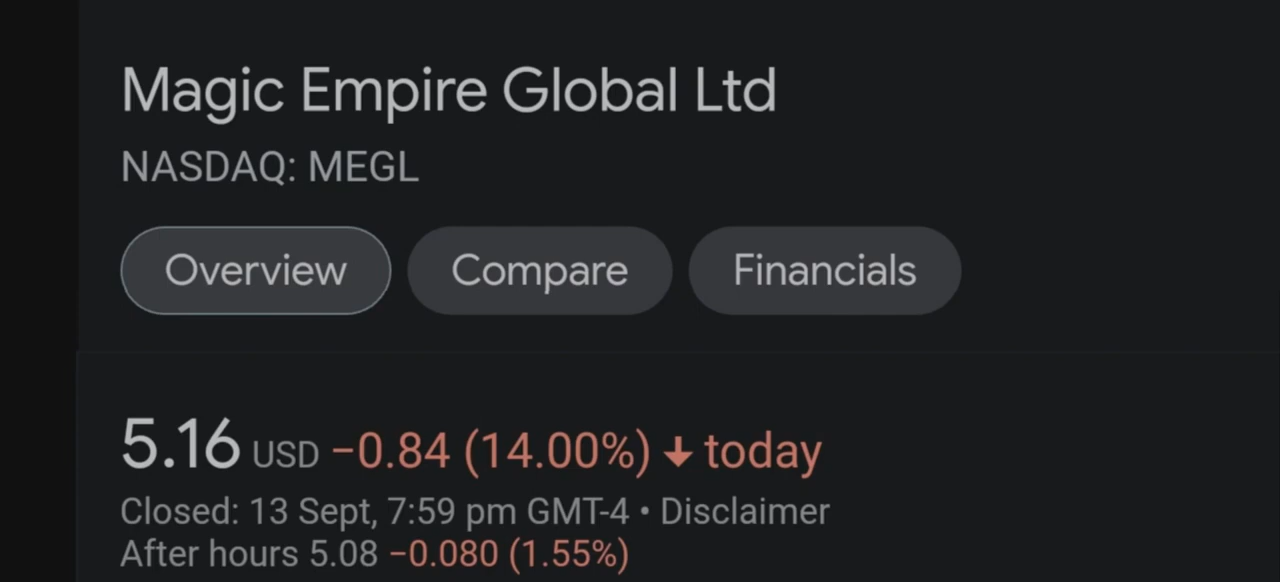 Magic Empire Global Ltd
NASDAQ: MEGL
Overview Compare Financials
5.16 USD −0.84 (14.00%) ↓ today
Closed: 13 Sept, 7:59 pm GMT-4 • Disclaimer
After hours 5.08 −0.080 (1.55%)